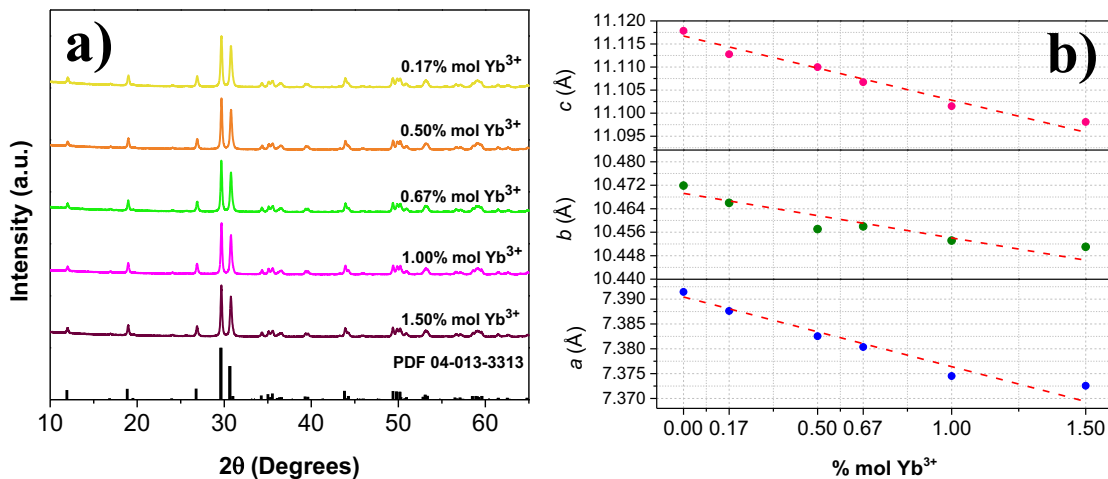 a)
0.17% mol Yb³⁺
0.50% mol Yb³⁺
0.67% mol Yb³⁺
1.00% mol Yb³⁺
1.50% mol Yb³⁺
PDF 04-013-3313
Intensity (a.u.)
10 20 30 40 50 60
2θ (Degrees)
b)
11.120
11.115
11.110
11.105
11.100
11.095
c (Å)
10.480
10.472
10.464
10.456
10.448
10.440
b (Å)
7.390
7.385
7.380
7.375
7.370
a (Å)
0.00 0.17 0.50 0.67 1.00 1.50
% mol Yb³⁺